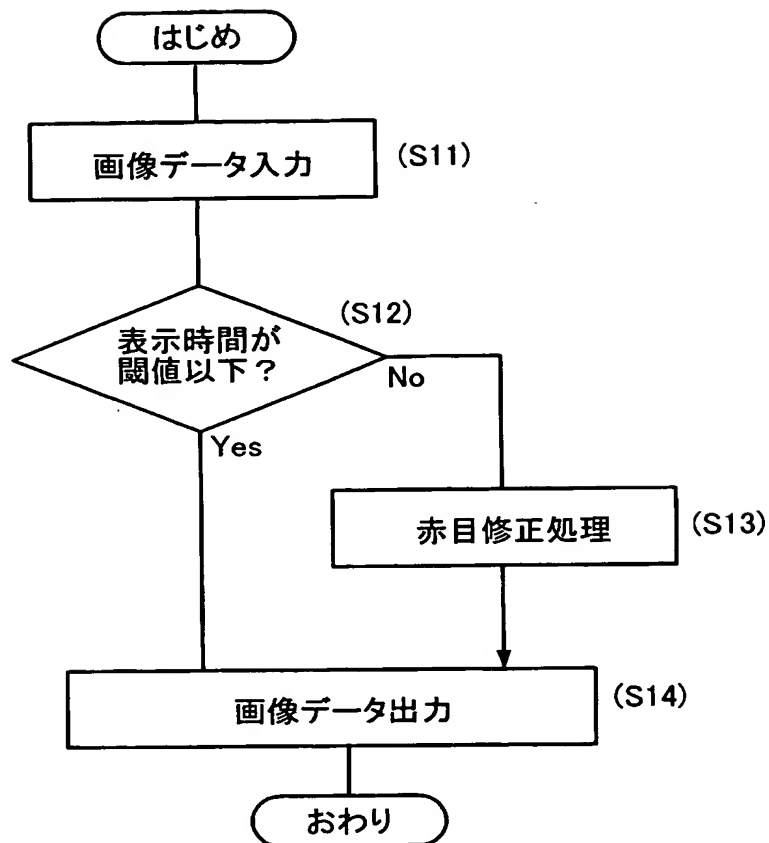 はじめ
画像データ入力
(S11)
(S12)
表示時間が
閾値以下？
No
Yes
赤目修正処理
(S13)
画像データ出力
(S14)
おわり